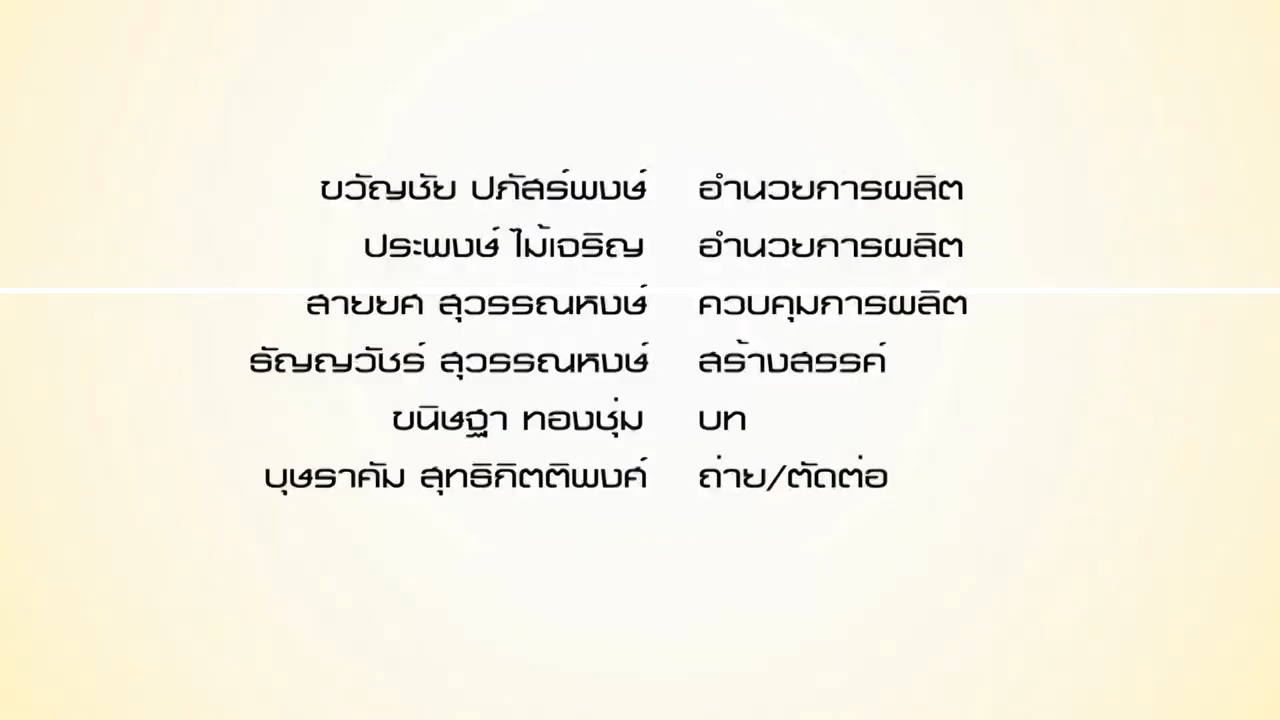 ขวัญชัย ปภัสร์พงษ์ อำนวยการผลิต
ประพงษ์ ไม้เจริญ อำนวยการผลิต
สายยศ สุวรรณหงษ์ ควบคุมการผลิต
ธัญญวัชร์ สุวรรณหงษ์ สร้างสรรค์
ขนิษฐา ทองชุ่ม บท
บุษราคัม สุทธิกิตติพงศ์ ถ่าย/ตัดต่อ